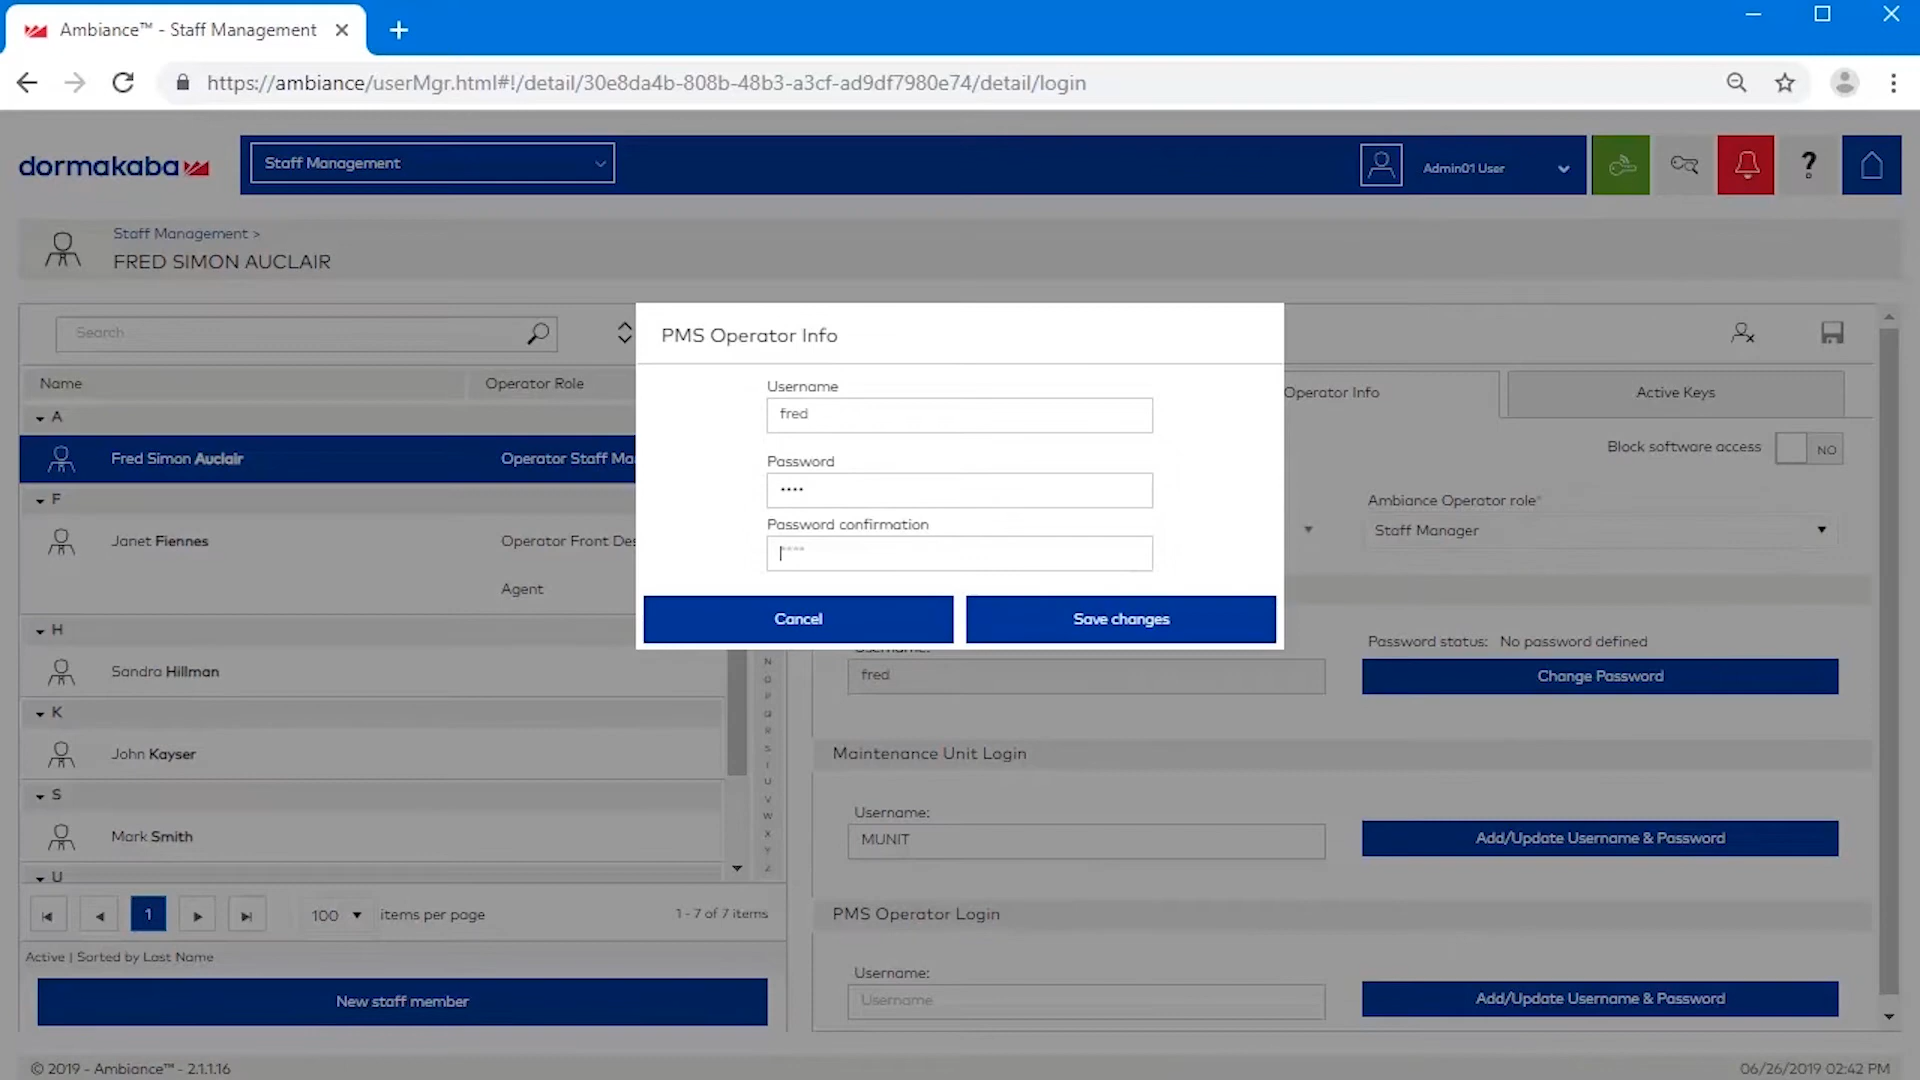 Ambiance™ - Staff Management
https://ambiance/userMgr.html#!/detail/30e8da4b-808b-48b3-a3cf-ad9df7980e74/detail/login
dormakaba
Staff Management
Admin01 User
?
Staff Management >
FRED SIMON AUCLAIR
Search
Name
Operator Role
A
Fred Simon Auclair
Operator Staff Ma
F
Janet Fiennes
Operator Front Des
Agent
H
Sandra Hillman
K
John Kayser
S
Mark Smith
U
N
O
P
Q
R
S
T
U
V
W
X
Y
Z
1
100
items per page
1 - 7 of 7 items
Active | Sorted by Last Name
New staff member
PMS Operator Info
Username
fred
Password
••••
Password confirmation
****
Cancel
Save changes
Operator Info
Active Keys
Block software access
NO
Ambiance Operator role*
Staff Manager
Username:
fred
Password status: No password defined
Change Password
Maintenance Unit Login
Username:
MUNIT
Add/Update Username & Password
PMS Operator Login
Username:
Username
Add/Update Username & Password
© 2019 - Ambiance™ - 2.1.1.16
06/26/2019 02:42 PM